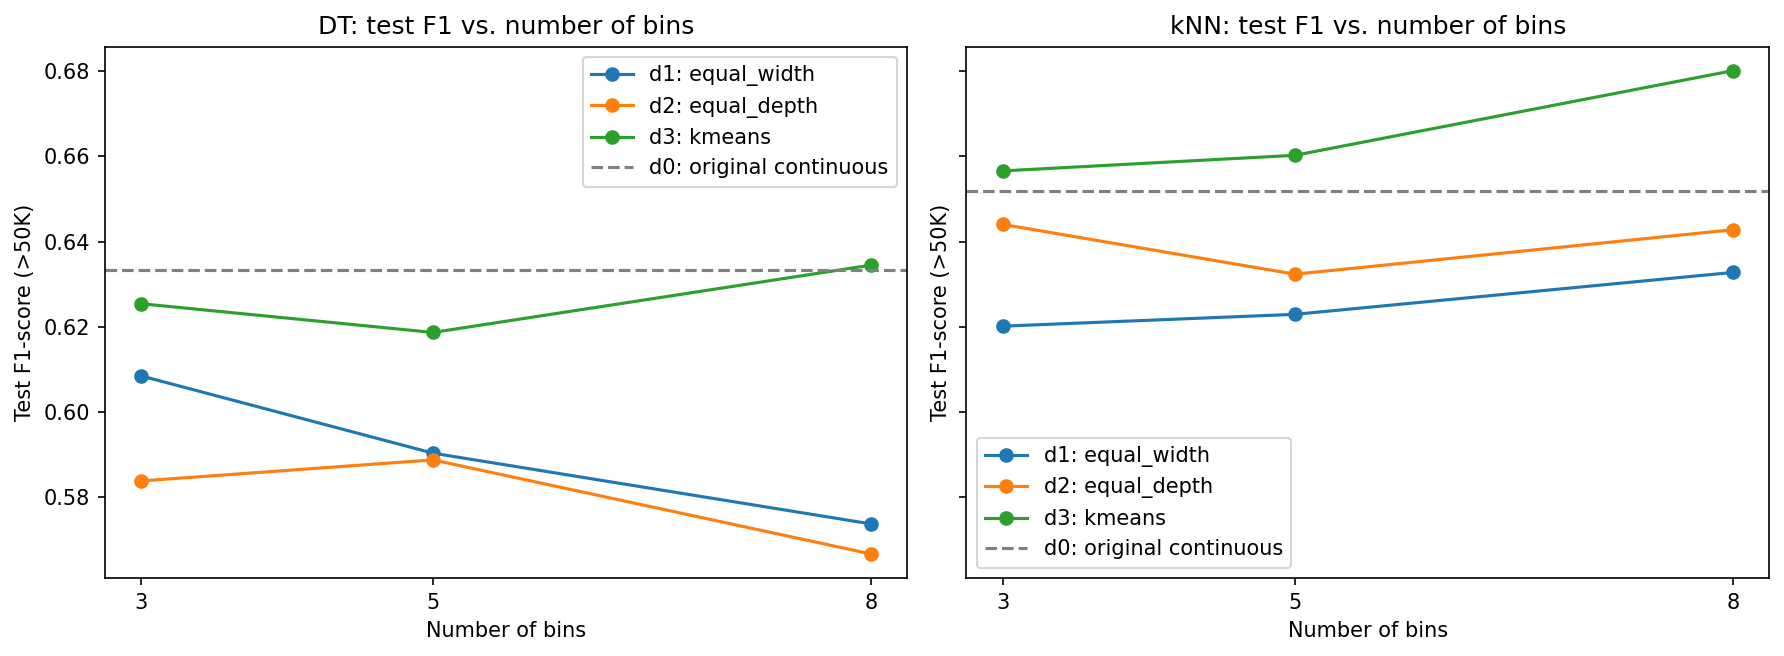 DT: test F1 vs. number of bins
Test F1-score (>50K)
0.68
0.66
0.64
0.62
0.60
0.58
d1: equal_width
d2: equal_depth
d3: kmeans
d0: original continuous
3
5
8
Number of bins
kNN: test F1 vs. number of bins
Test F1-score (>50K)
d1: equal_width
d2: equal_depth
d3: kmeans
d0: original continuous
3
5
8
Number of bins